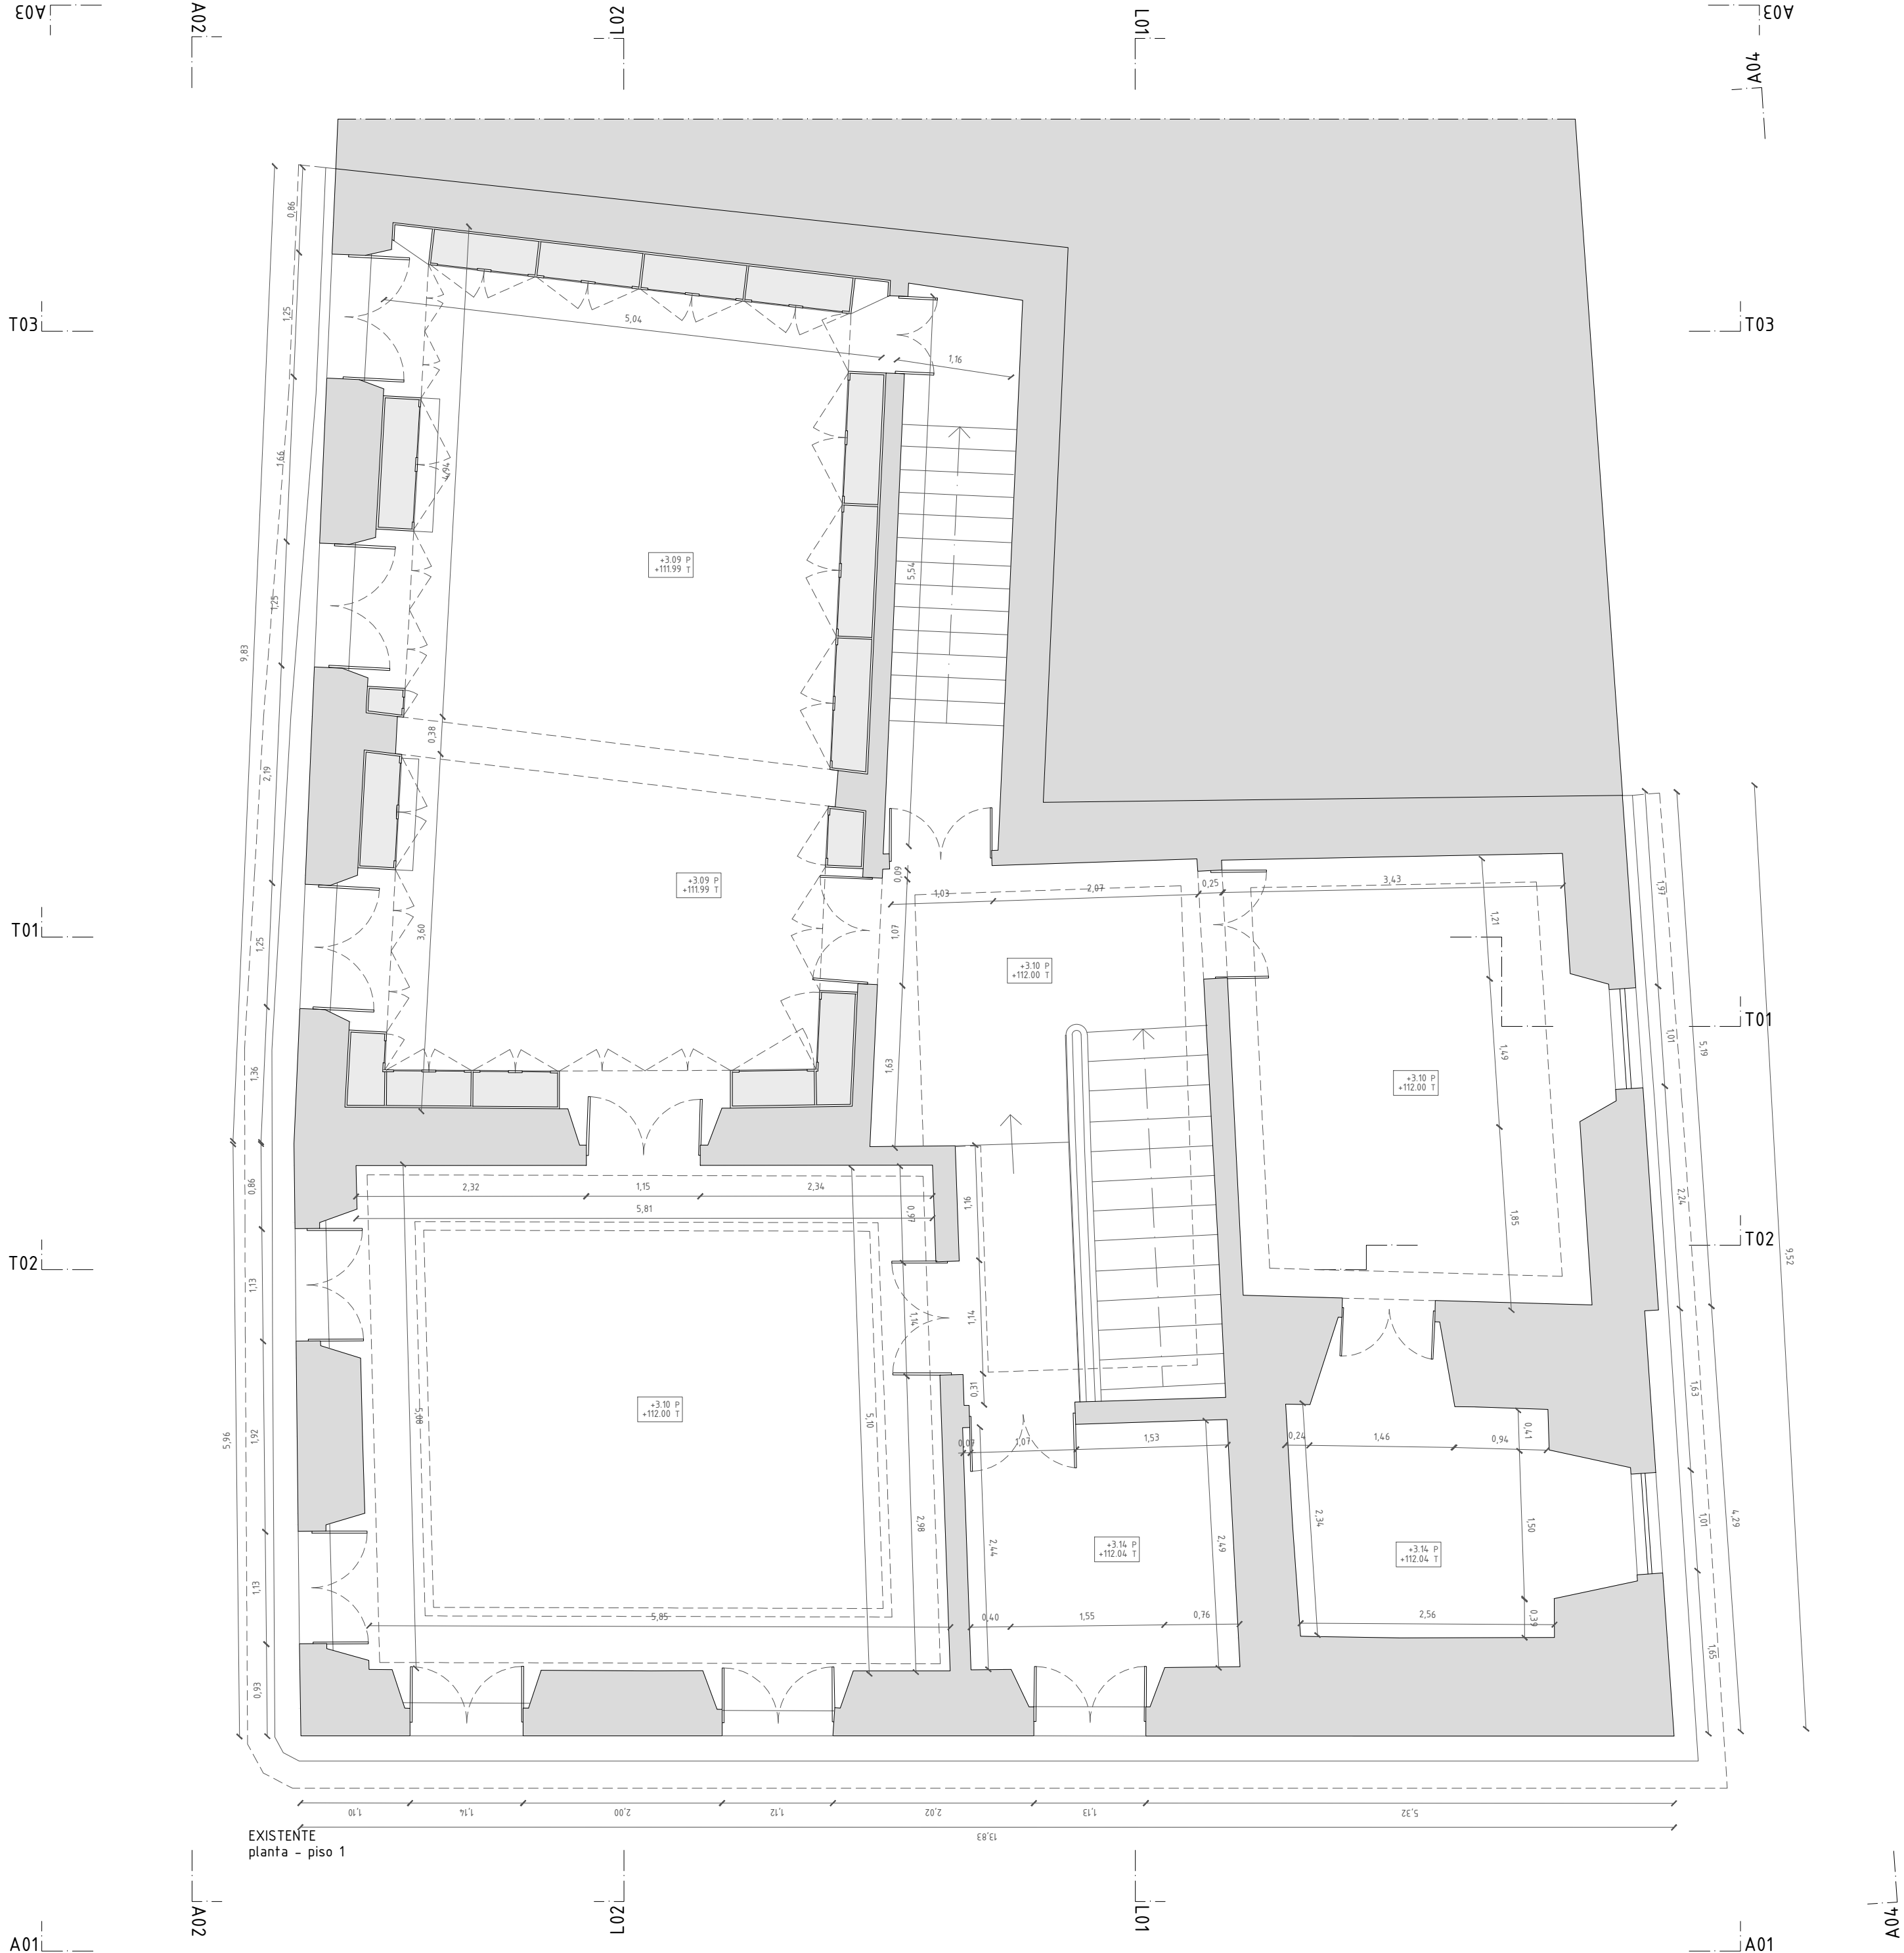 A03
A02
L02
L01
A03
A04
0,86
T03
1,25
5,04
1,16
T03
1,66
4,94
+3.09 P
+111.99 T
5,54
1,25
9,83
0,38
2,19
0,09
+3.09 P
+111.99 T
1,03
2,07
0,25
3,43
1,97
T01
1,25
3,60
1,07
1,21
+3.10 P
+112.00 T
T01
1,01
5,19
1,49
1,36
1,63
+3.10 P
+112.00 T
0,86
2,32
1,15
2,34
5,81
0,97
1,16
1,85
2,24
T02
1,13
1,14
1,14
T02
9,52
0,31
1,63
+3.10 P
+112.00 T
5,08
5,10
5,96
1,92
0,07
1,07
1,53
0,24
1,46
0,94
0,41
2,98
2,44
2,49
2,34
1,50
1,01
4,29
+3.14 P
+112.04 T
+3.14 P
+112.04 T
1,13
5,85
0,40
1,55
0,76
2,56
0,39
1,65
0,93
1,10
1,14
2,00
1,12
2,02
1,13
5,32
13,83
EXISTENTE
planta - piso 1
A02
L02
L01
A04
A01
A01